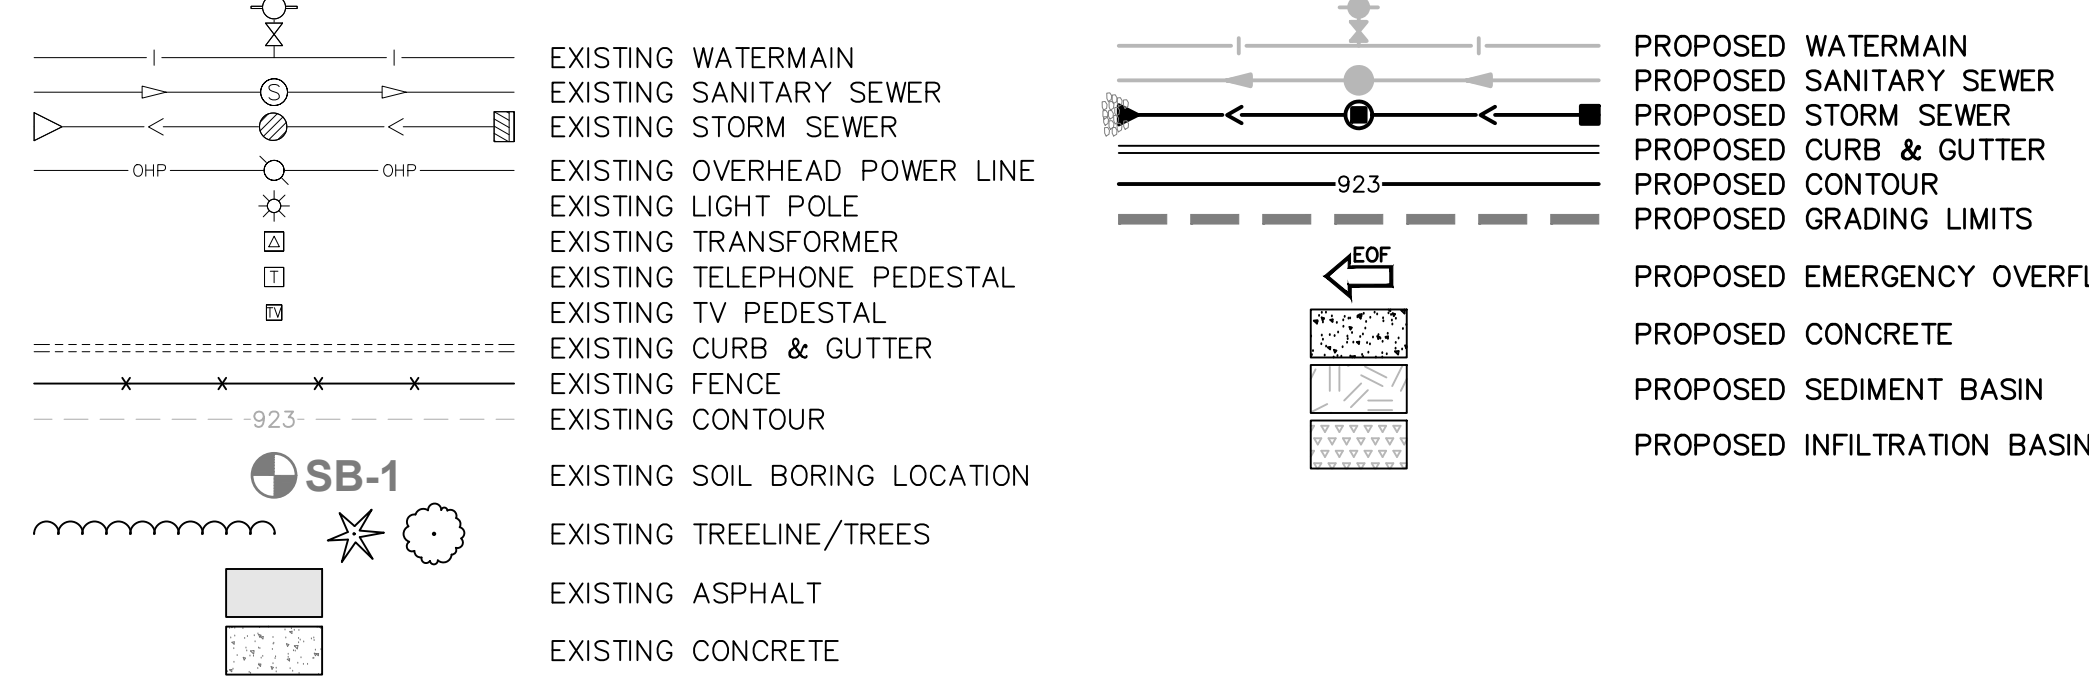 EXISTING WATERMAIN
S EXISTING SANITARY SEWER
EXISTING STORM SEWER
OHP OHP EXISTING OVERHEAD POWER LINE
EXISTING LIGHT POLE
EXISTING TRANSFORMER
T EXISTING TELEPHONE PEDESTAL
TV EXISTING TV PEDESTAL
EXISTING CURB & GUTTER
X X X X EXISTING FENCE
923 EXISTING CONTOUR
SB-1 EXISTING SOIL BORING LOCATION
EXISTING TREELINE/TREES
EXISTING ASPHALT
EXISTING CONCRETE
PROPOSED WATERMAIN
PROPOSED SANITARY SEWER
PROPOSED STORM SEWER
PROPOSED CURB & GUTTER
923 PROPOSED CONTOUR
PROPOSED GRADING LIMITS
EOF PROPOSED EMERGENCY OVERFL
PROPOSED CONCRETE
PROPOSED SEDIMENT BASIN
PROPOSED INFILTRATION BASIN